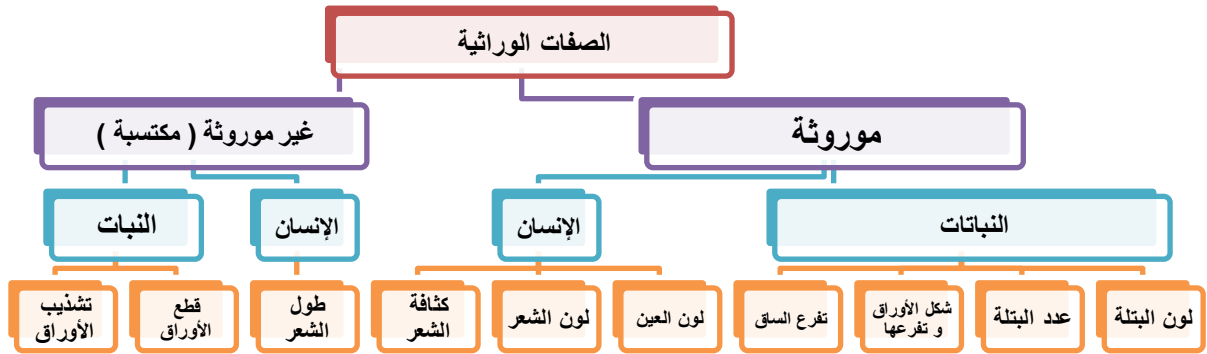 الصفات الوراثية
موروثة
غير موروثة ( مكتسبة )
النباتات
الإنسان
الإنسان
النبات
لون البتلة
عدد البتلة
شكل الأوراق
و تفرعها
تفرع الساق
لون العين
لون الشعر
كثافة
الشعر
طول
الشعر
قطع
الأوراق
تشذيب
الأوراق